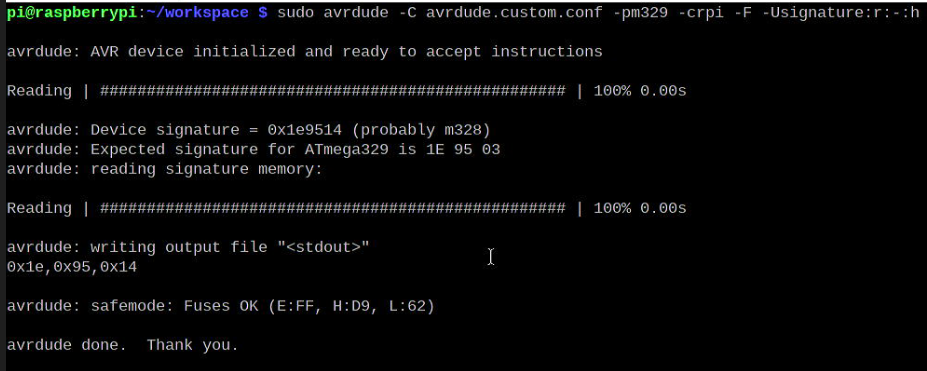 pi@raspberrypi:~/workspace $ sudo avrdude -C avrdude.custom.conf -pm329 -crpi -F -Usignature:r:-:h
avrdude: AVR device initialized and ready to accept instructions
Reading | ################################################## | 100% 0.00s
avrdude: Device signature = 0x1e9514 (probably m328)
avrdude: Expected signature for ATmega329 is 1E 95 03
avrdude: reading signature memory:
Reading | ################################################## | 100% 0.00s
avrdude: writing output file "<stdout>"
0x1e,0x95,0x14
avrdude: safemode: Fuses OK (E:FF, H:D9, L:62)
avrdude done.  Thank you.